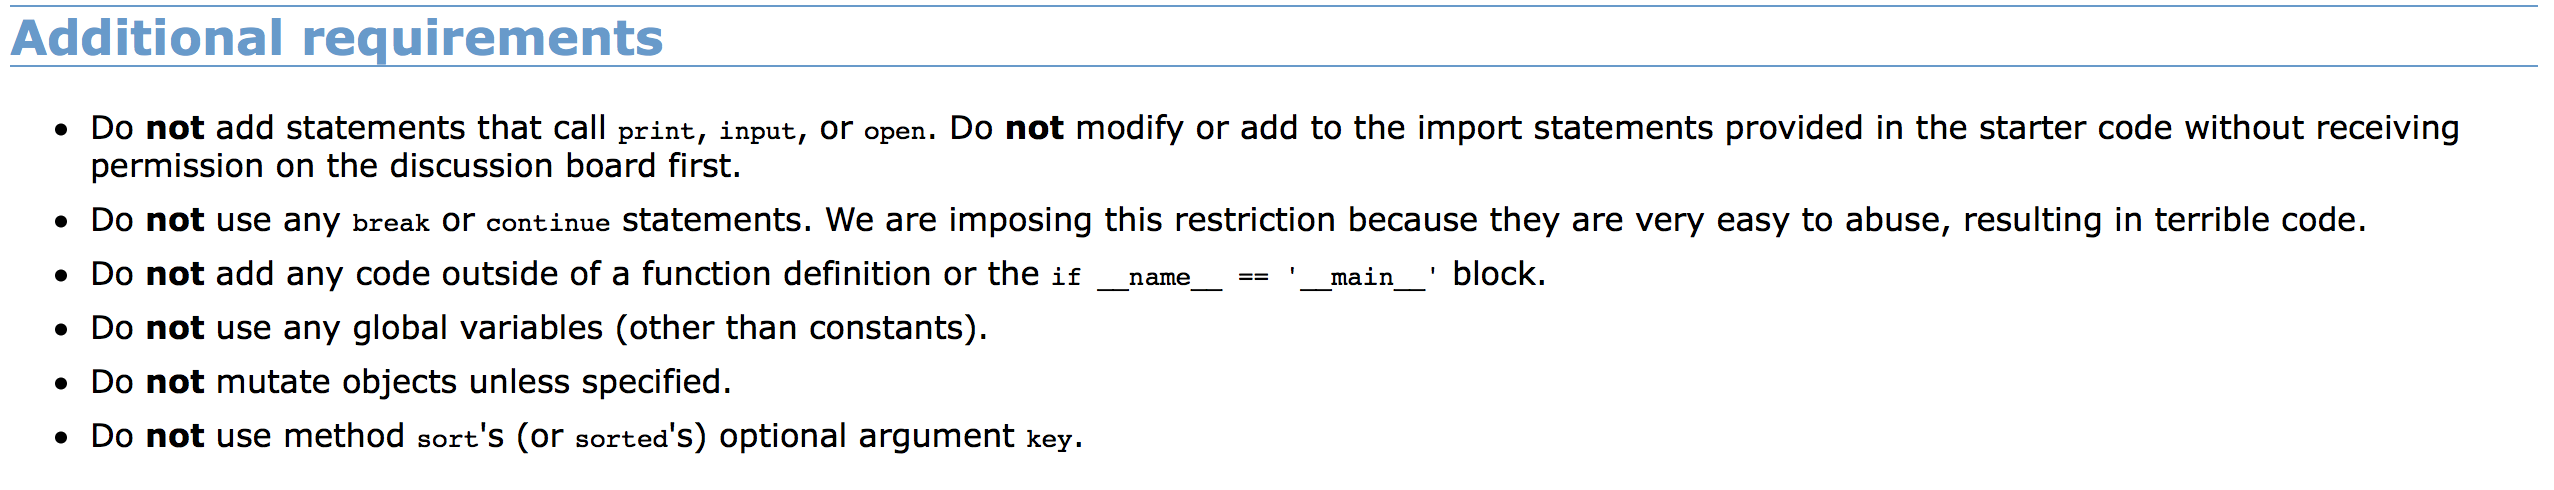 Additional requirements
• Do not add statements that call print, input, or open. Do not modify or add to the import statements provided in the starter code without receiving
permission on the discussion board first.
• Do not use any break or continue statements. We are imposing this restriction because they are very easy to abuse, resulting in terrible code.
• Do not add any code outside of a function definition or the if __name__ == '__main__' block.
• Do not use any global variables (other than constants).
• Do not mutate objects unless specified.
• Do not use method sort's (or sorted's) optional argument key.